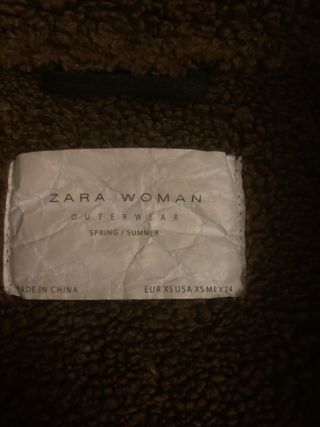 ZARA WOMAN
OUTERWEAR
SPRING / SUMMER
MADE IN CHINA EUR XS USA XS MEX 24